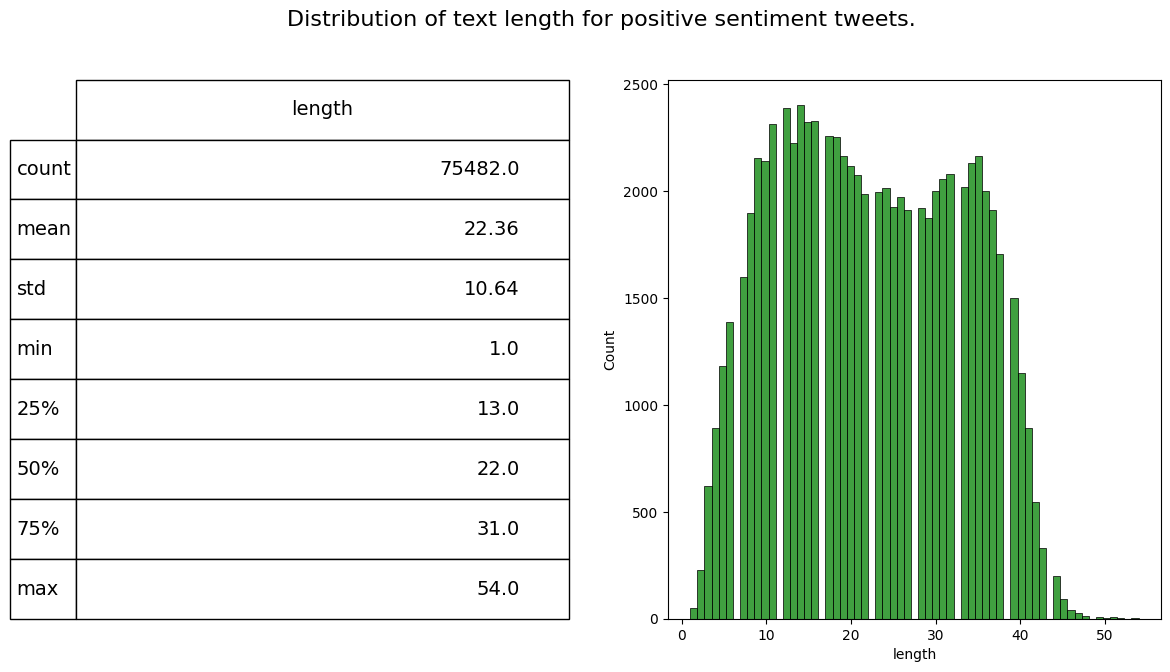 Distribution of text length for positive sentiment tweets.
length
count 75482.0
mean 22.36
std 10.64
min 1.0
25% 13.0
50% 22.0
75% 31.0
max 54.0
2500
2000
1500
1000
500
0
Count
0 10 20 30 40 50
length